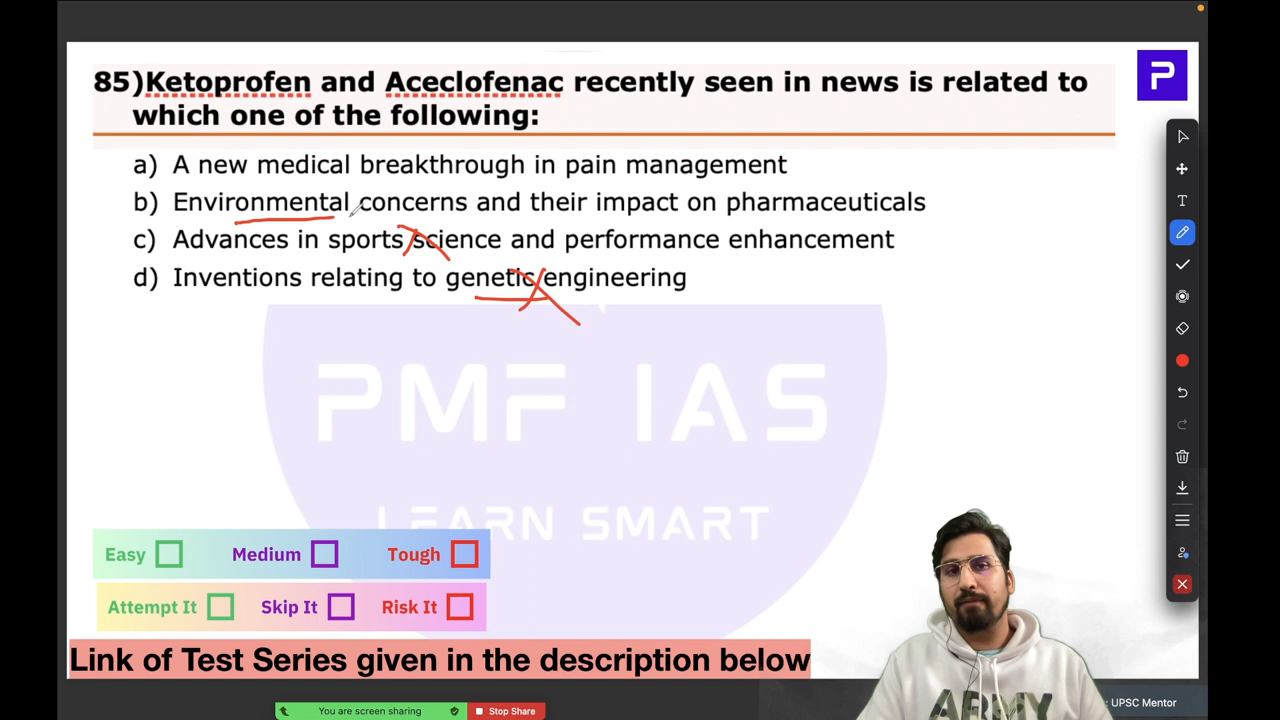 85)Ketoprofen and Aceclofenac recently seen in news is related to
which one of the following:
a) A new medical breakthrough in pain management
b) Environmental concerns and their impact on pharmaceuticals
c) Advances in sports science and performance enhancement
d) Inventions relating to genetic engineering
PMF IAS
LEARN SMART
Easy Medium Tough
Attempt It Skip It Risk It
Link of Test Series given in the description below
ARMY
: UPSC Mentor
You are screen sharing Stop Share